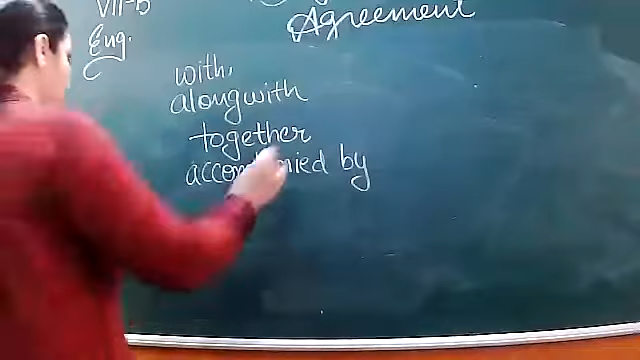 VII-b
Eng.
Agreement
with,
alongwith
together
accompanied by